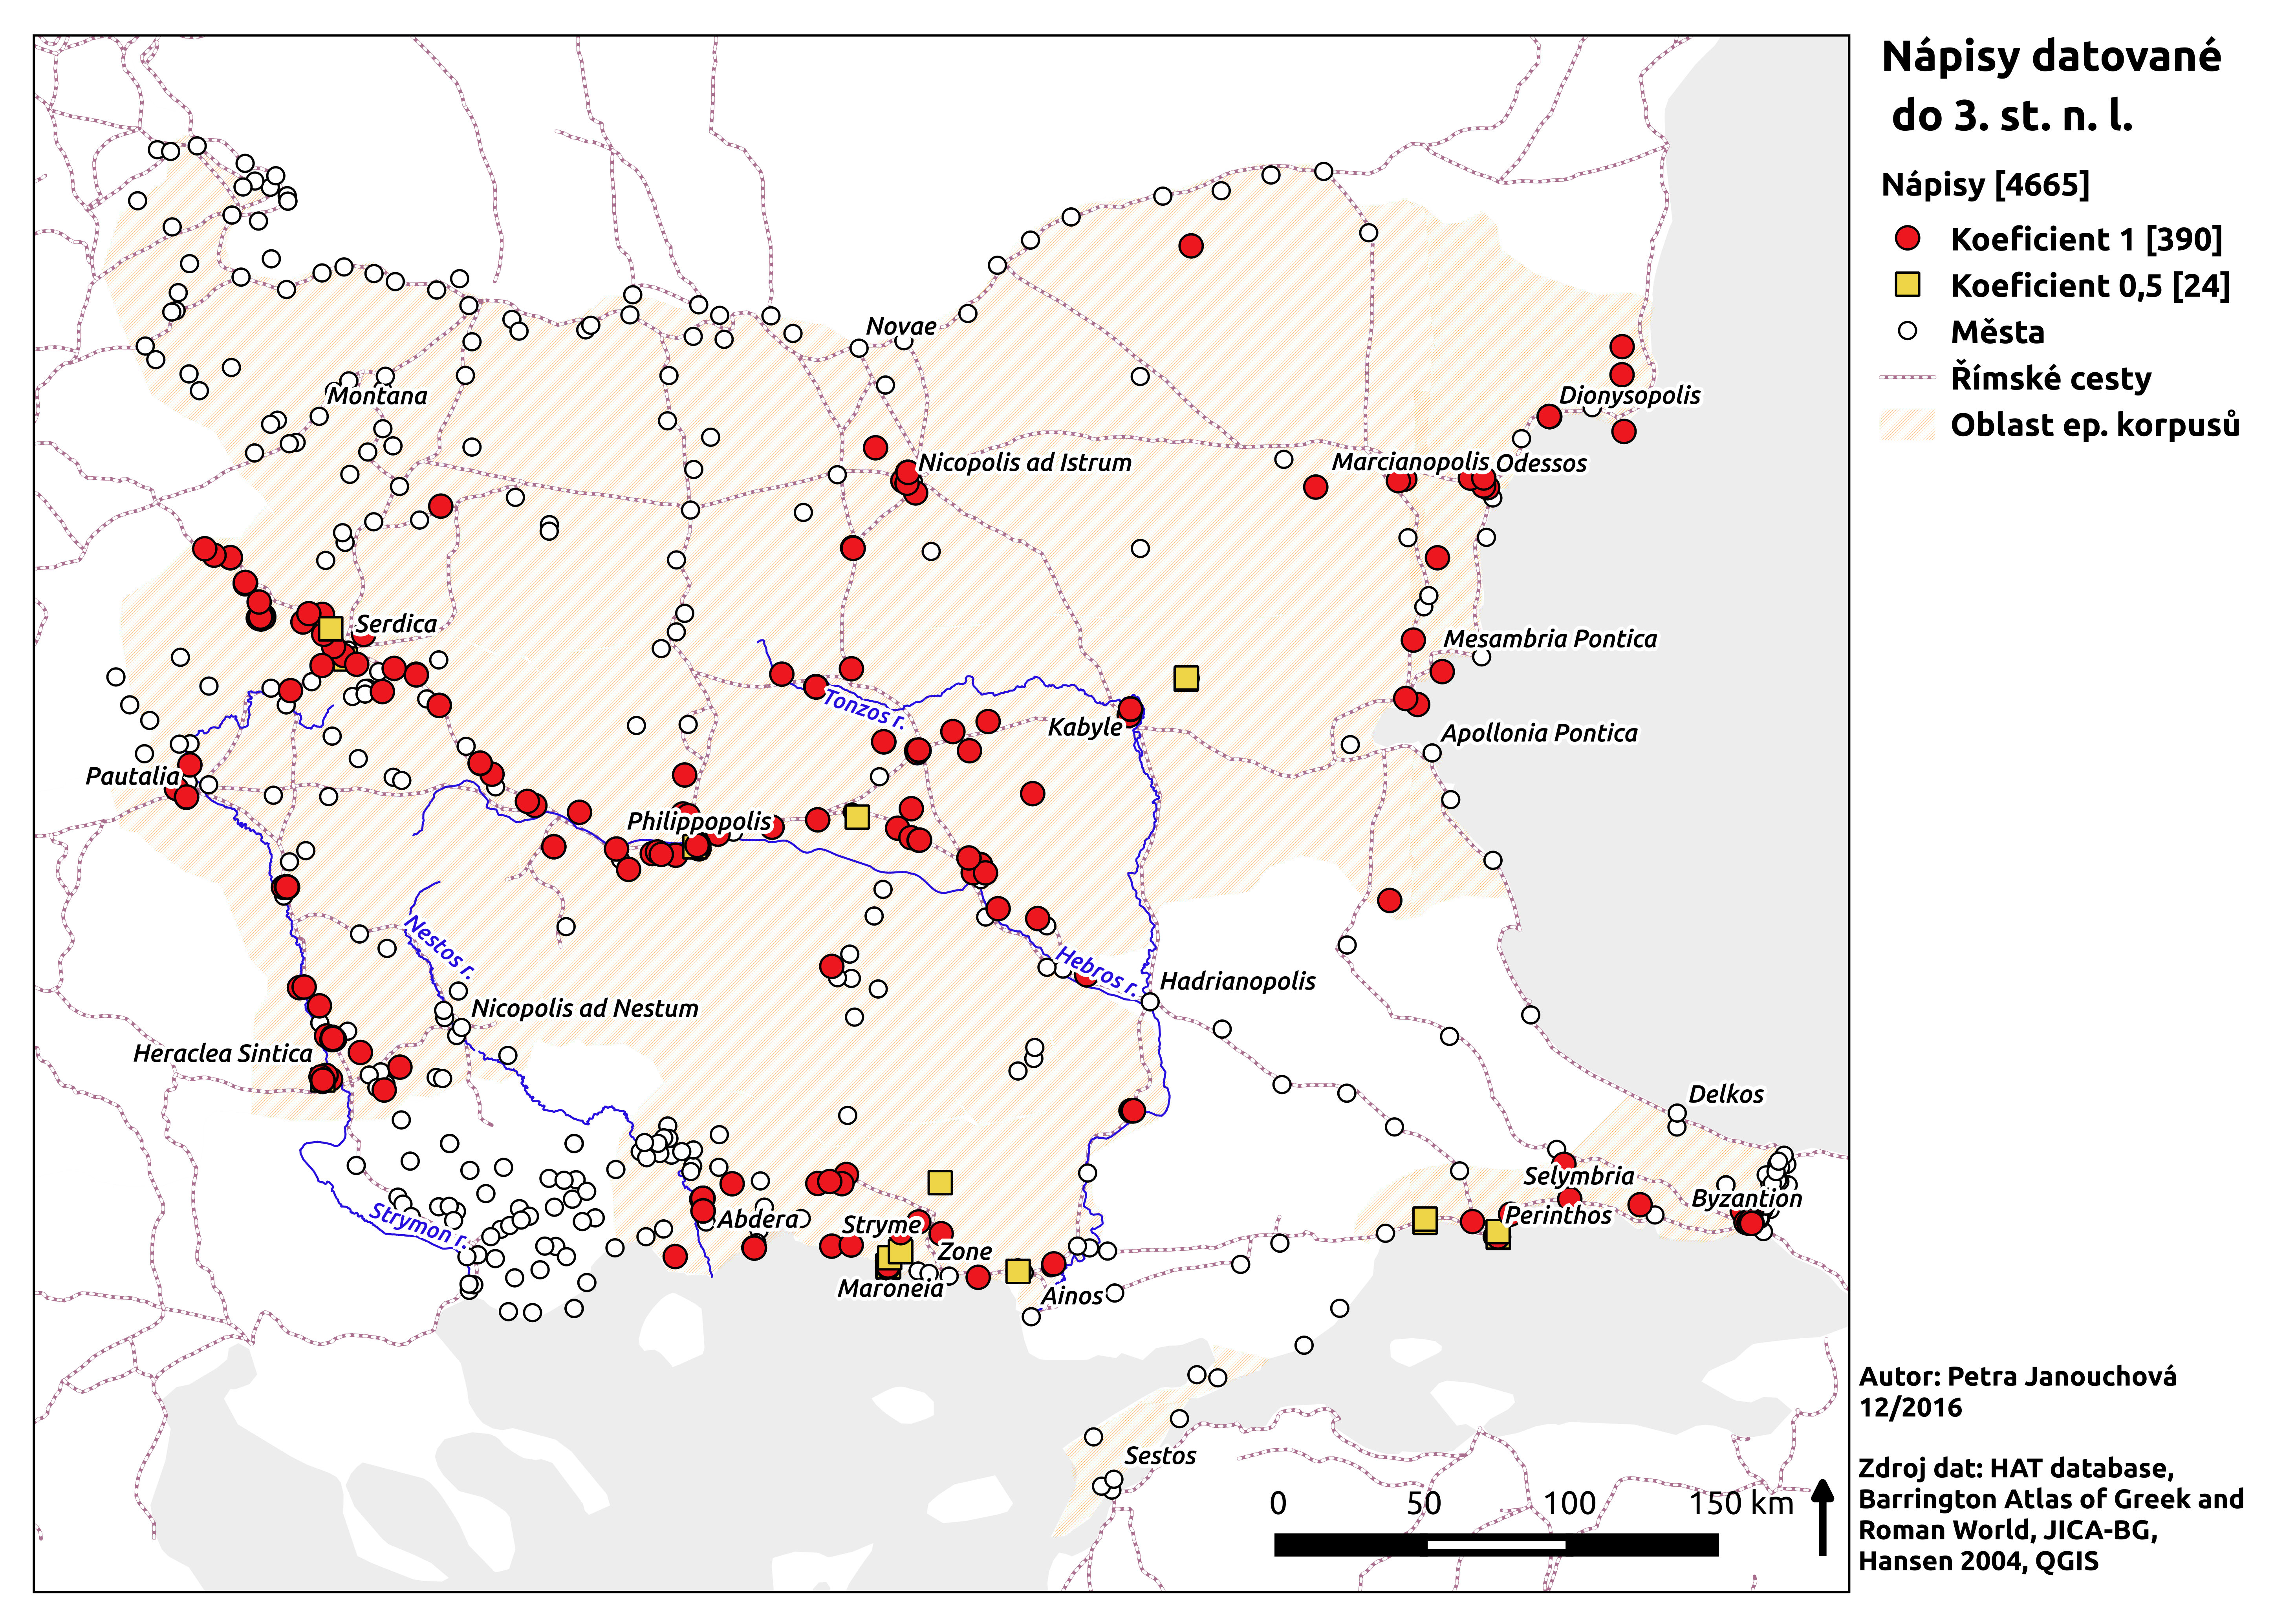 Nápisy datované
do 3. st. n. l.
Nápisy [4665]
Koeficient 1 [390]
Koeficient 0,5 [24]
Města
Římské cesty
Oblast ep. korpusů
Novae
Montana
Dionysopolis
Nicopolis ad Istrum
Marcianopolis
Odessos
Serdica
Mesambria Pontica
Tonzos r.
Kabyle
Apollonia Pontica
Pautalia
Philippopolis
Nestos r.
Hebros r.
Hadrianopolis
Nicopolis ad Nestum
Heraclea Sintica
Delkos
Selymbria
Byzantion
Perinthos
Abdera
Stryme
Strymon r.
Zone
Maroneia
Ainos
Sestos
0 50 100 150 km
Autor: Petra Janouchová
12/2016
Zdroj dat: HAT database,
Barrington Atlas of Greek and
Roman World, JICA-BG,
Hansen 2004, QGIS